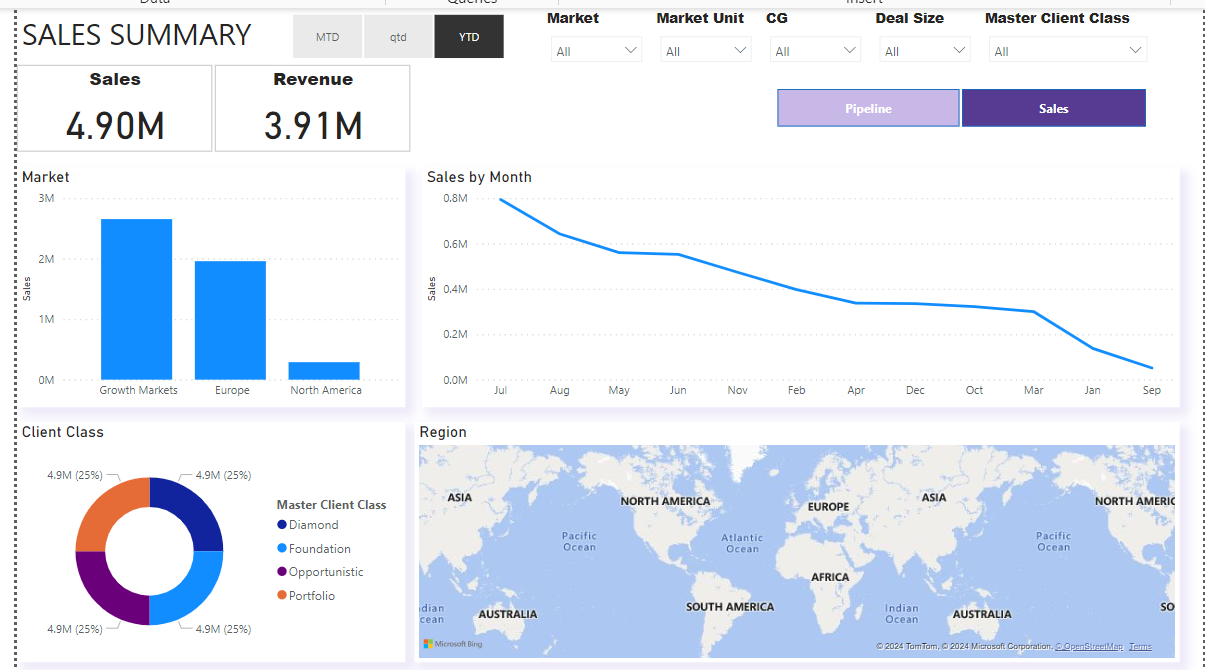 Data Queries Insert
SALES SUMMARY
MTD qtd YTD
Market Market Unit CG Deal Size Master Client Class
All All All All All
Sales
4.90M
Revenue
3.91M
Pipeline Sales
Market
3M
2M
1M
0M
Sales
Growth Markets Europe North America
Sales by Month
0.8M
0.6M
0.4M
0.2M
0.0M
Sales
Jul Aug May Jun Nov Feb Apr Dec Oct Mar Jan Sep
Client Class
4.9M (25%) 4.9M (25%)
4.9M (25%) 4.9M (25%)
Master Client Class
Diamond
Foundation
Opportunistic
Portfolio
Region
ASIA NORTH AMERICA EUROPE ASIA NORTH AMERIC
Pacific
Ocean
Atlantic
Ocean
Pacific
Ocean
AFRICA
SOUTH AMERICA SO
dian
cean
AUSTRALIA
Indian
Ocean
AUSTRALIA
Microsoft Bing
© 2024 TomTom, © 2024 Microsoft Corporation, © OpenStreetMap Terms